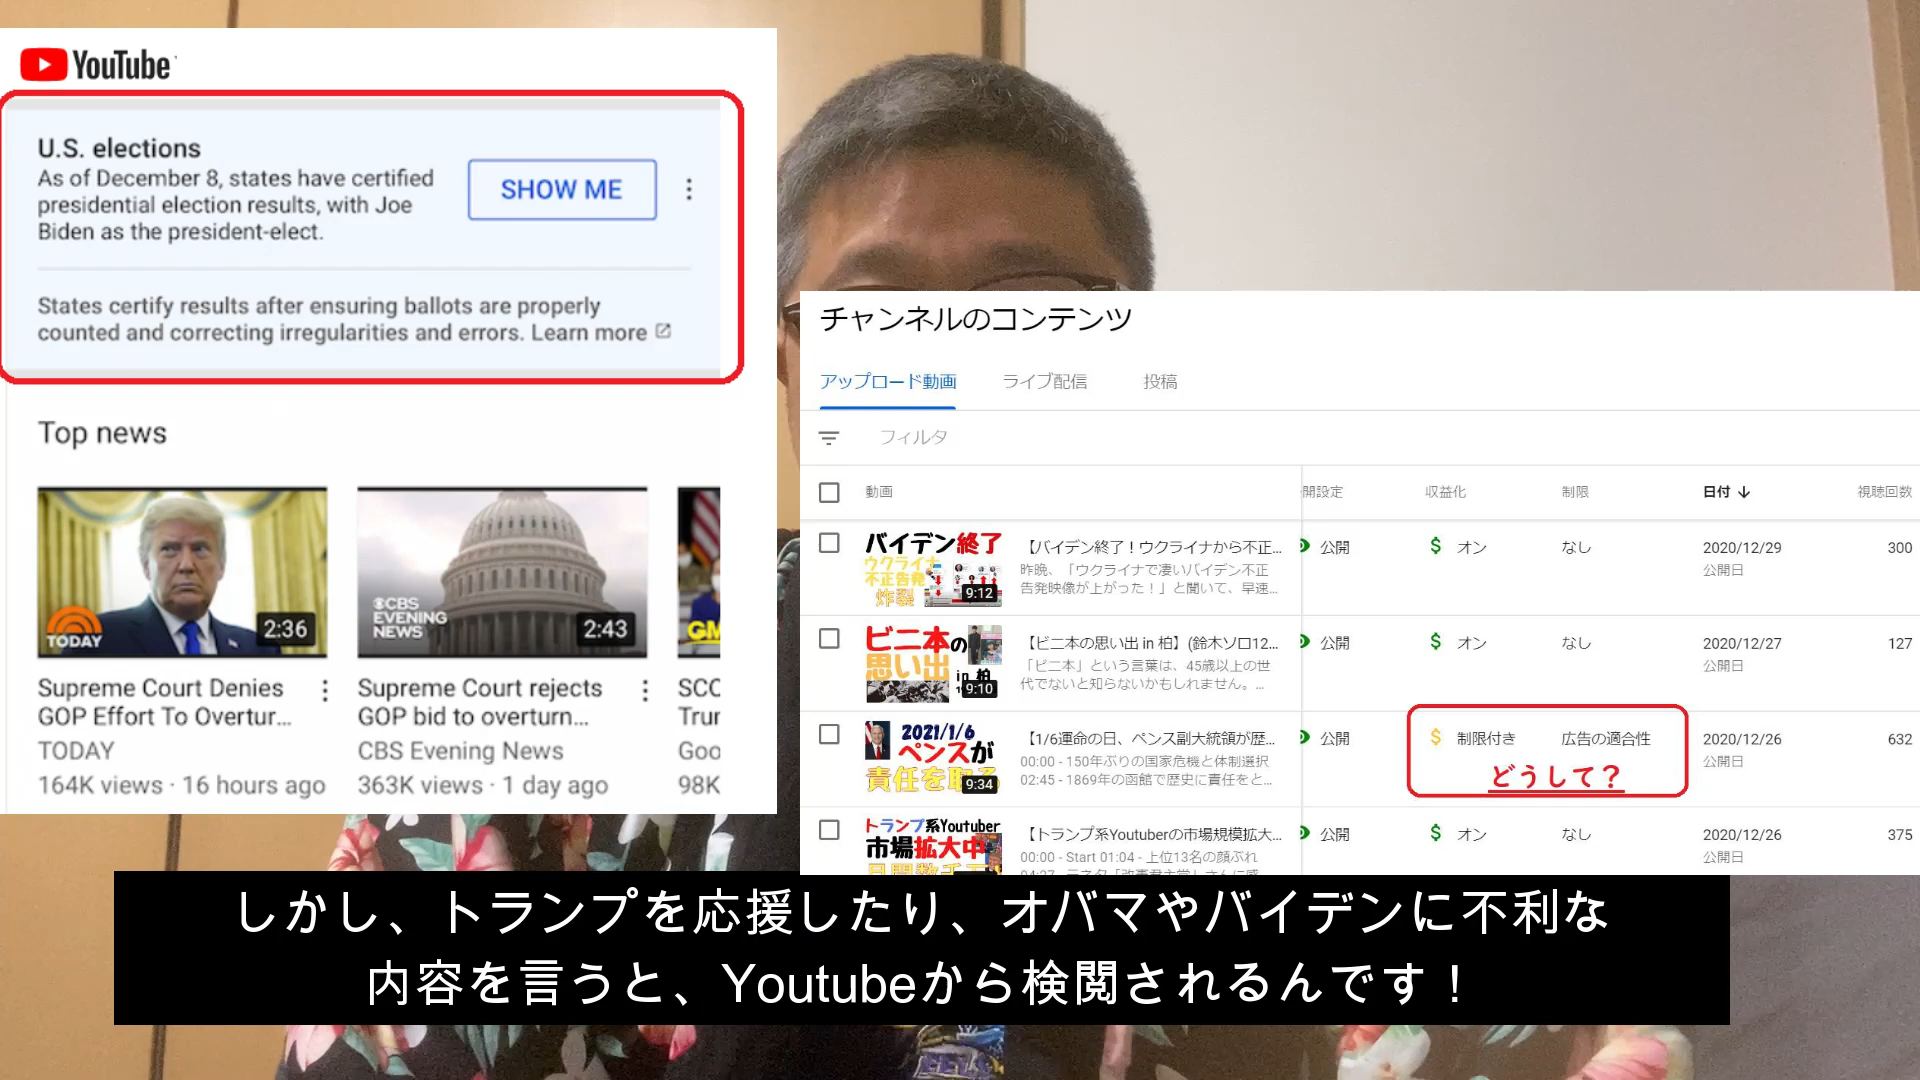 YouTube
U.S. elections
As of December 8, states have certified
presidential election results, with Joe
Biden as the president-elect.
SHOW ME
States certify results after ensuring ballots are properly
counted and correcting irregularities and errors. Learn more
Top news
TODAY
2:36
CBS
EVENING
NEWS
2:43
GM
Supreme Court Denies
GOP Effort To Overtur...
TODAY
164K views · 16 hours ago
Supreme Court rejects
GOP bid to overturn...
CBS Evening News
363K views · 1 day ago
SCO
Trur
Goo
98K
チャンネルのコンテンツ
アップロード動画 ライブ配信 投稿
フィルタ
動画 開設定 収益化 制限 日付 視聴回数
バイデン終了
ウクライナ
不正告発
炸裂
9:12
【バイデン終了！ウクライナから不正...
昨晩、「ウクライナで凄いバイデン不正
告発映像が上がった！」と聞いて、早速...
公開 $ オン なし 2020/12/29 300
公開日
ビニ本の
思い出
in 柏
9:10
【ビニ本の思い出 in 柏】(鈴木ソロ12...
「ビニ本」という言葉は、45歳以上の世
代でないと知らないかもしれません。...
公開 $ オン なし 2020/12/27 127
公開日
2021/1/6
ペンスが
責任を取る
9:34
【1/6運命の日、ペンス副大統領が歴...
00:00 - 150年ぶりの国家危機と体制選択
02:45 - 1869年の函館で歴史に責任をと...
公開 $ 制限付き 広告の適合性 2020/12/26 632
公開日
どうして？
トランプ系Youtuber
市場拡大中
【トランプ系Youtuberの市場規模拡大...
00:00 - Start 01:04 - 上位13名の顔ぶれ
公開 $ オン なし 2020/12/26 375
公開日
しかし、トランプを応援したり、オバマやバイデンに不利な
内容を言うと、Youtubeから検閲されるんです！